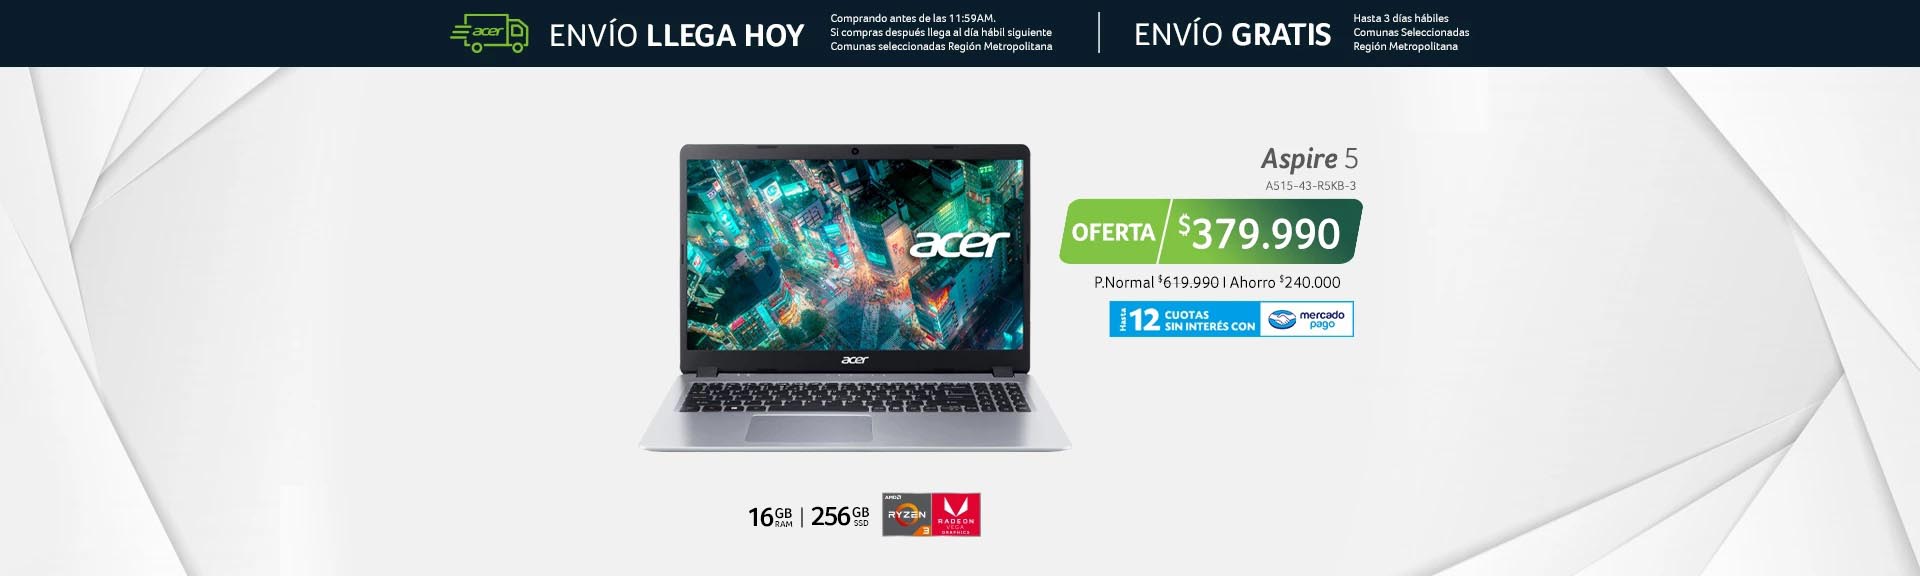 acer
ENVÍO LLEGA HOY
Comprando antes de las 11:59AM.
Si compras después llega al día hábil siguiente
Comunas seleccionadas Región Metropolitana
ENVÍO GRATIS
Hasta 3 días hábiles
Comunas Seleccionadas
Región Metropolitana
Aspire 5
A515-43-R5KB-3
OFERTA $379.990
P.Normal $619.990 | Ahorro $240.000
Hasta 12 CUOTAS
SIN INTERÉS CON
mercado
pago
acer
acer
16 GB RAM | 256 GB SSD
AMD
RYZEN
3
RADEON
VEGA
GRAPHICS